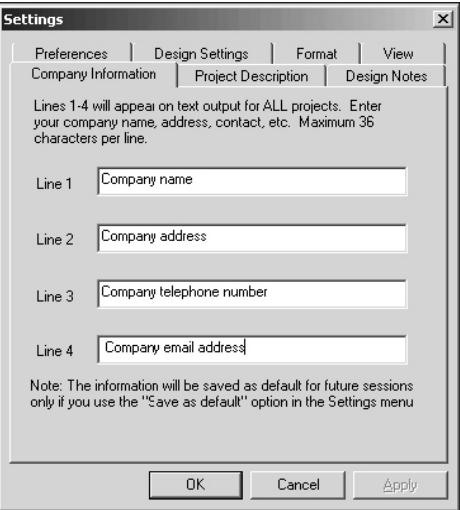 Settings
Preferences Design Settings Format View
Company Information Project Description Design Notes
Lines 1-4 will appear on text output for ALL projects. Enter
your company name, address, contact, etc. Maximum 36
characters per line.
Line 1 Company name
Line 2 Company address
Line 3 Company telephone number
Line 4 Company email address
Note: The information will be saved as default for future sessions
only if you use the "Save as default" option in the Settings menu
OK Cancel Apply